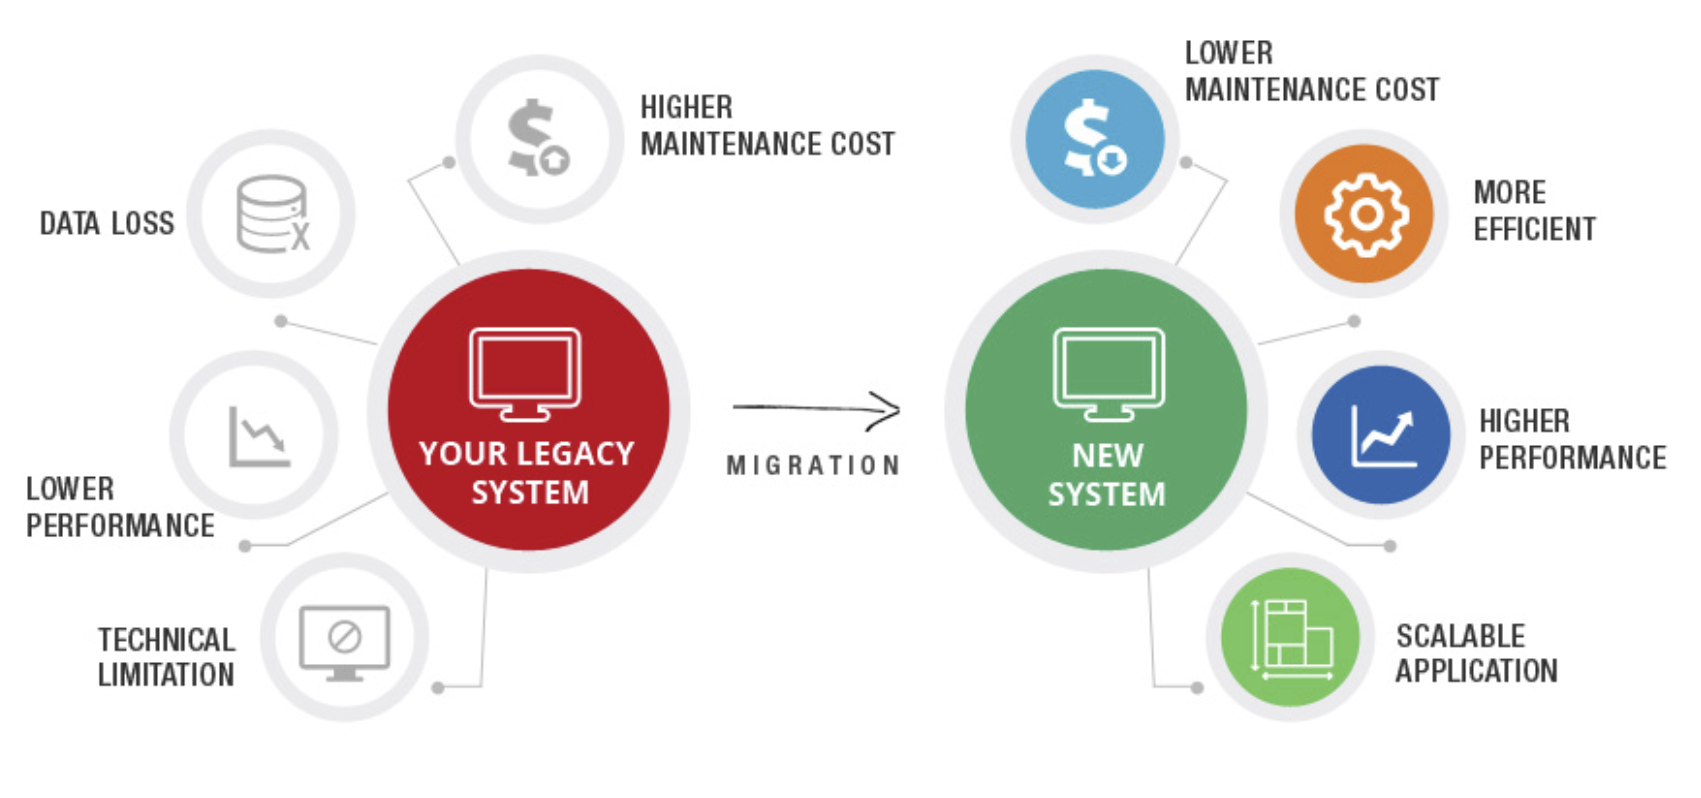 HIGHER
MAINTENANCE COST
DATA LOSS
LOWER
PERFORMANCE
TECHNICAL
LIMITATION
YOUR LEGACY
SYSTEM
MIGRATION
NEW
SYSTEM
LOWER
MAINTENANCE COST
MORE
EFFICIENT
HIGHER
PERFORMANCE
SCALABLE
APPLICATION